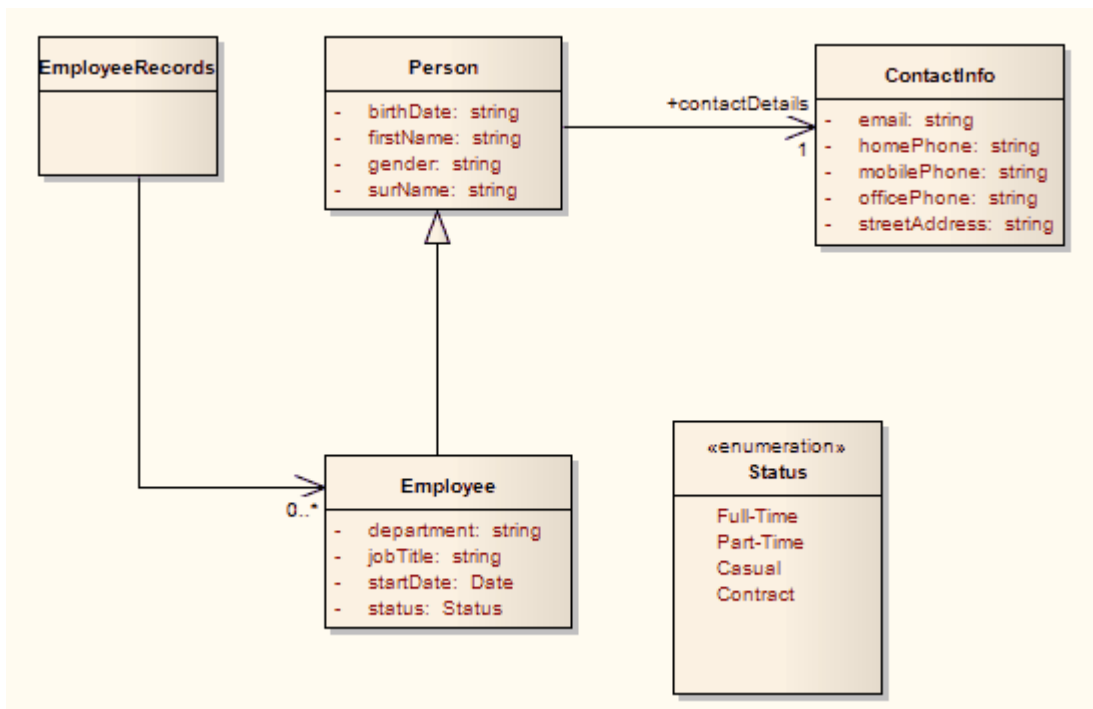 EmployeeRecords
Person
- birthDate: string
- firstName: string
- gender: string
- surName: string
+contactDetails
1
ContactInfo
- email: string
- homePhone: string
- mobilePhone: string
- officePhone: string
- streetAddress: string
0..*
Employee
- department: string
- jobTitle: string
- startDate: Date
- status: Status
«enumeration»
Status
Full-Time
Part-Time
Casual
Contract